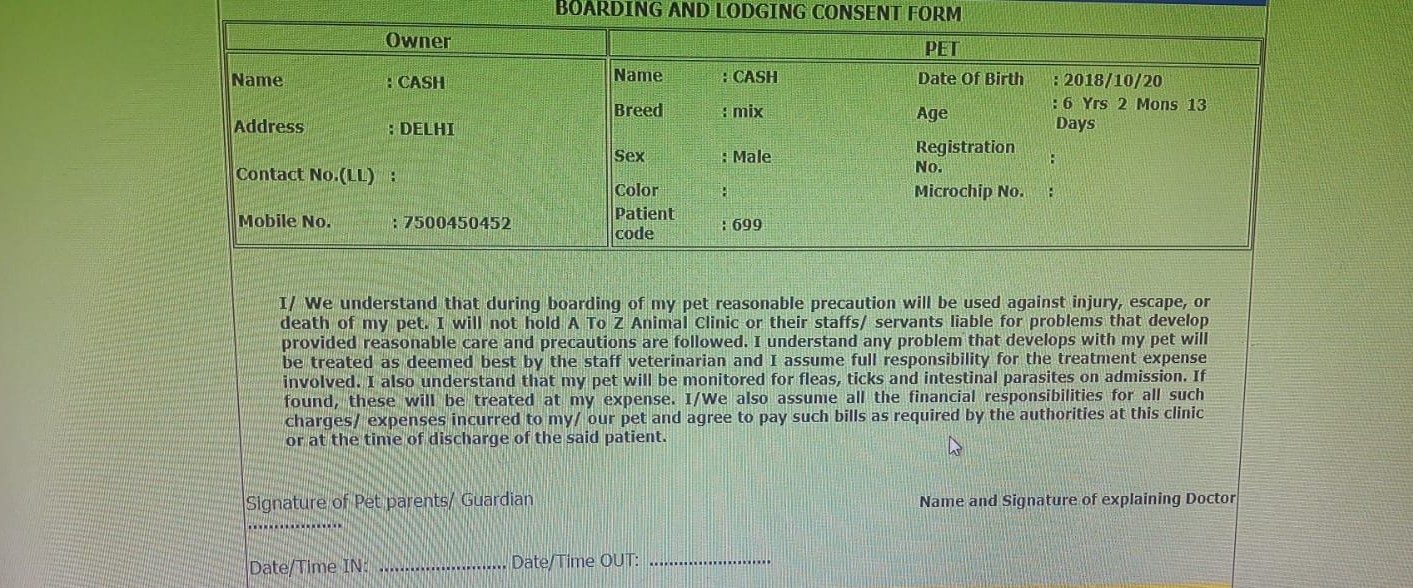 BOARDING AND LODGING CONSENT FORM
Owner
PET
Name : CASH
Address : DELHI
Contact No.(LL) :
Mobile No. : 7500450452
Name : CASH
Breed : mix
Sex : Male
Color :
Patient
code : 699
Date Of Birth : 2018/10/20
Age : 6 Yrs 2 Mons 13
Days
Registration
No. :
Microchip No. :
I/ We understand that during boarding of my pet reasonable precaution will be used against injury, escape, or
death of my pet. I will not hold A To Z Animal Clinic or their staffs/ servants liable for problems that develop
provided reasonable care and precautions are followed. I understand any problem that develops with my pet will
be treated as deemed best by the staff veterinarian and I assume full responsibility for the treatment expense
involved. I also understand that my pet will be monitored for fleas, ticks and intestinal parasites on admission. If
found, these will be treated at my expense. I/We also assume all the financial responsibilities for all such
charges/ expenses incurred to my/ our pet and agree to pay such bills as required by the authorities at this clinic
or at the time of discharge of the said patient.
Signature of Pet parents/ Guardian
...................
Name and Signature of explaining Doctor
Date/Time IN: ......................... Date/Time OUT: ........................